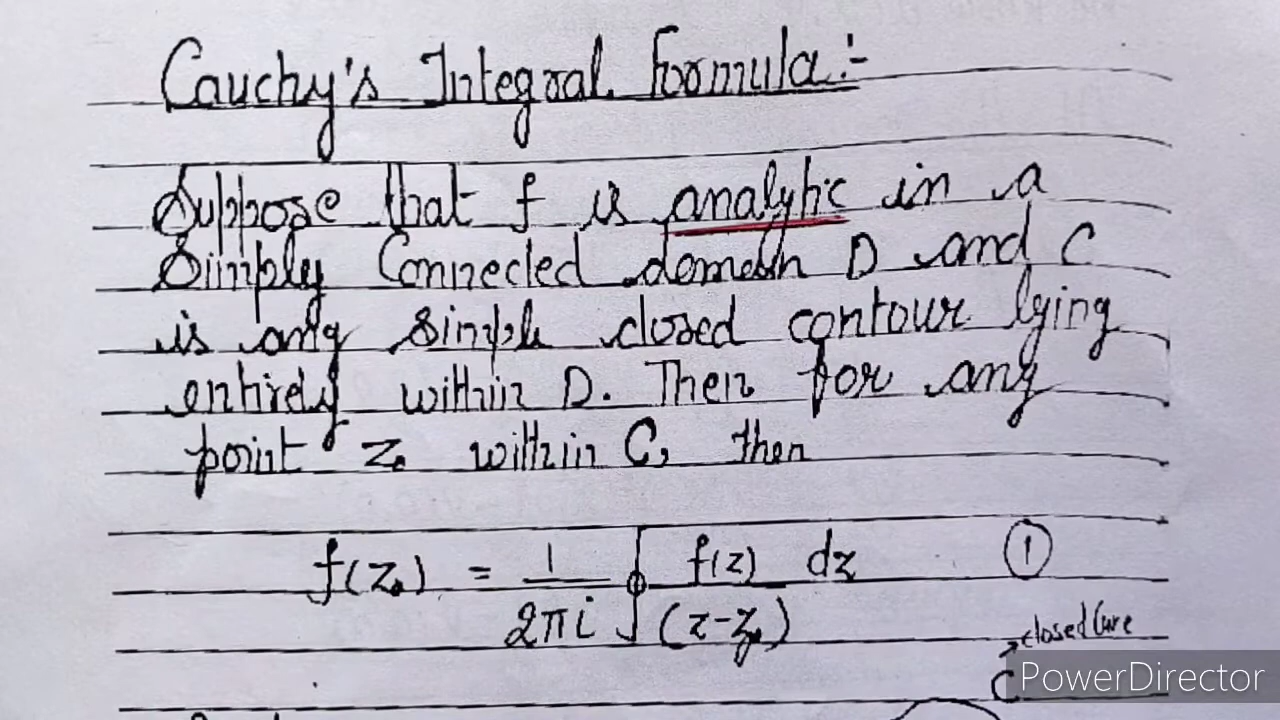 Cauchy's Integral Formula:-
Suppose that f is analytic in a
Simply Connected domain D and C
is any simple closed contour lying
entirely within D. Then for any
point z₀ within C, then
f(z₀) = 1/2πi ∮ f(z)/(z-z₀) dz ①
closed Curve
C
PowerDirector